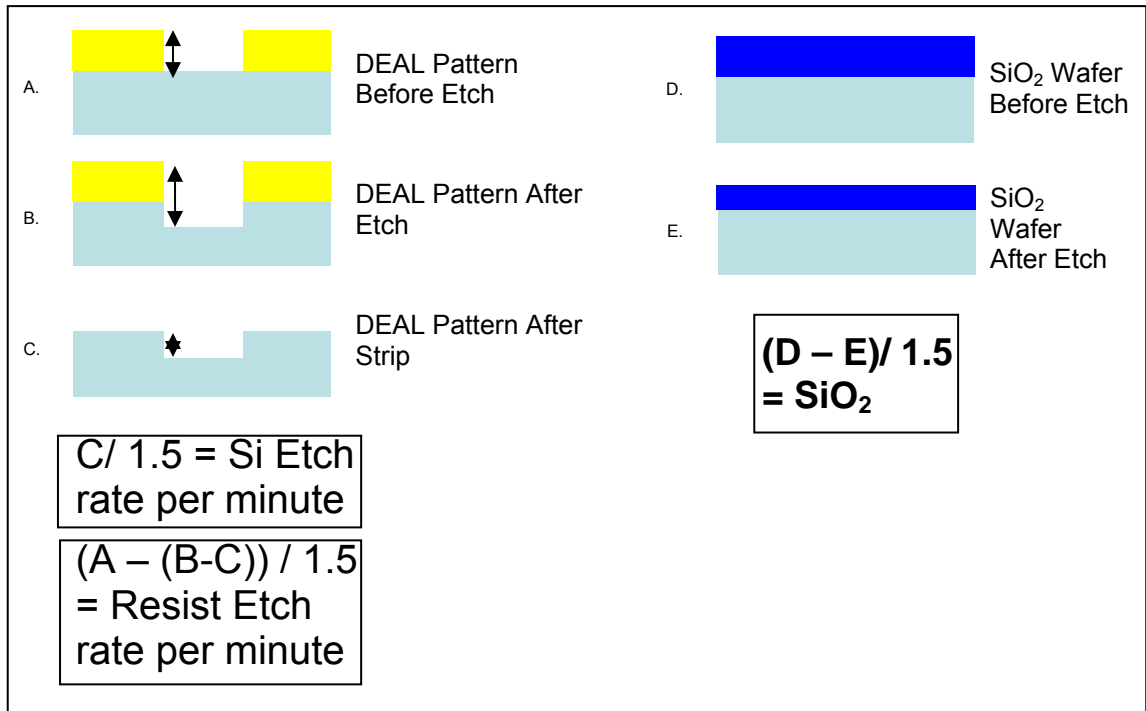 A.
DEAL Pattern
Before Etch
B.
DEAL Pattern After
Etch
C.
DEAL Pattern After
Strip
C/ 1.5 = Si Etch
rate per minute
(A – (B-C)) / 1.5
= Resist Etch
rate per minute
D.
SiO₂ Wafer
Before Etch
E.
SiO₂
Wafer
After Etch
(D – E)/ 1.5
= SiO₂